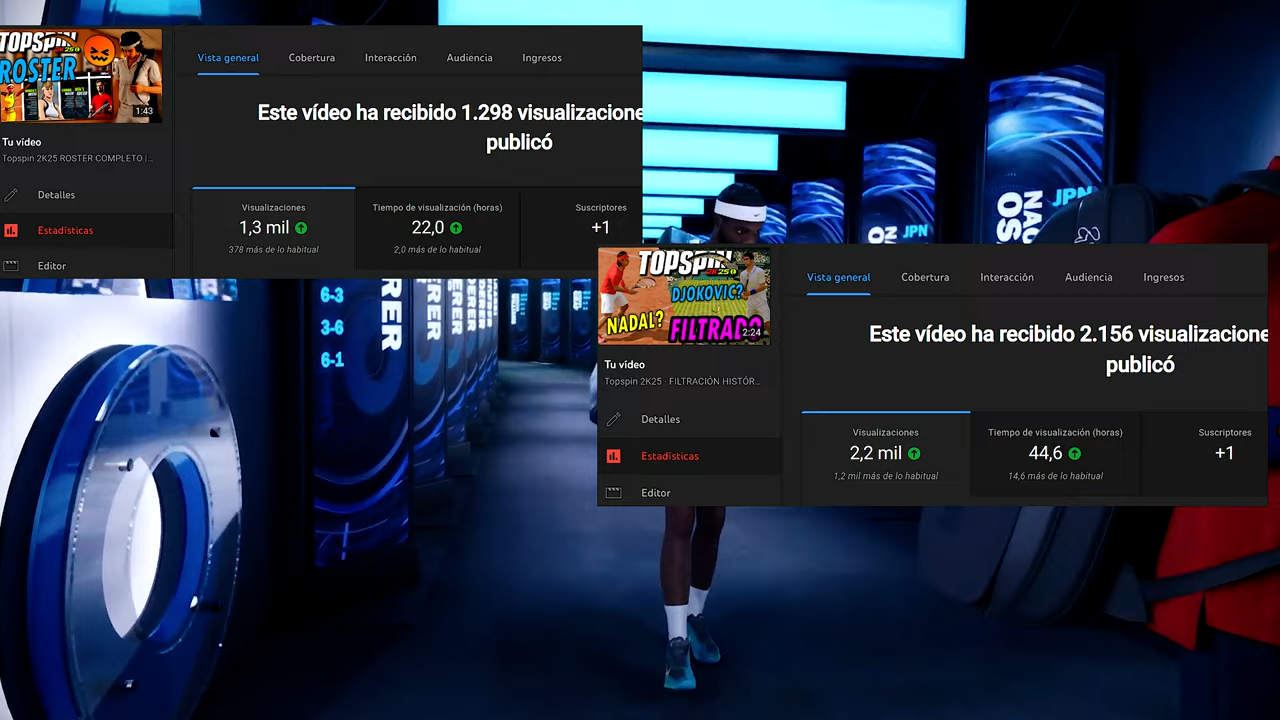 TOPSPIN
2K25
ROSTER
1:43
Tu vídeo
Topspin 2K25 ROSTER COMPLETO |...
Detalles
Estadísticas
Editor
Vista general
Cobertura
Interacción
Audiencia
Ingresos
Este vídeo ha recibido 1.298 visualizacione
publicó
Visualizaciones
1,3 mil
378 más de lo habitual
Tiempo de visualización (horas)
22,0
2,0 más de lo habitual
Suscriptores
+1
JPN
NAO
OS
JPN
6-3
3-6
6-1
RER
TOPSPIN
2K25
DJOKOVIC?
NADAL?
FILTRADO
2:24
Tu vídeo
Topspin 2K25 - FILTRACIÓN HISTÓR...
Detalles
Estadísticas
Editor
Vista general
Cobertura
Interacción
Audiencia
Ingresos
Este vídeo ha recibido 2.156 visualizacione
publicó
Visualizaciones
2,2 mil
1,2 mil más de lo habitual
Tiempo de visualización (horas)
44,6
14,6 más de lo habitual
Suscriptores
+1